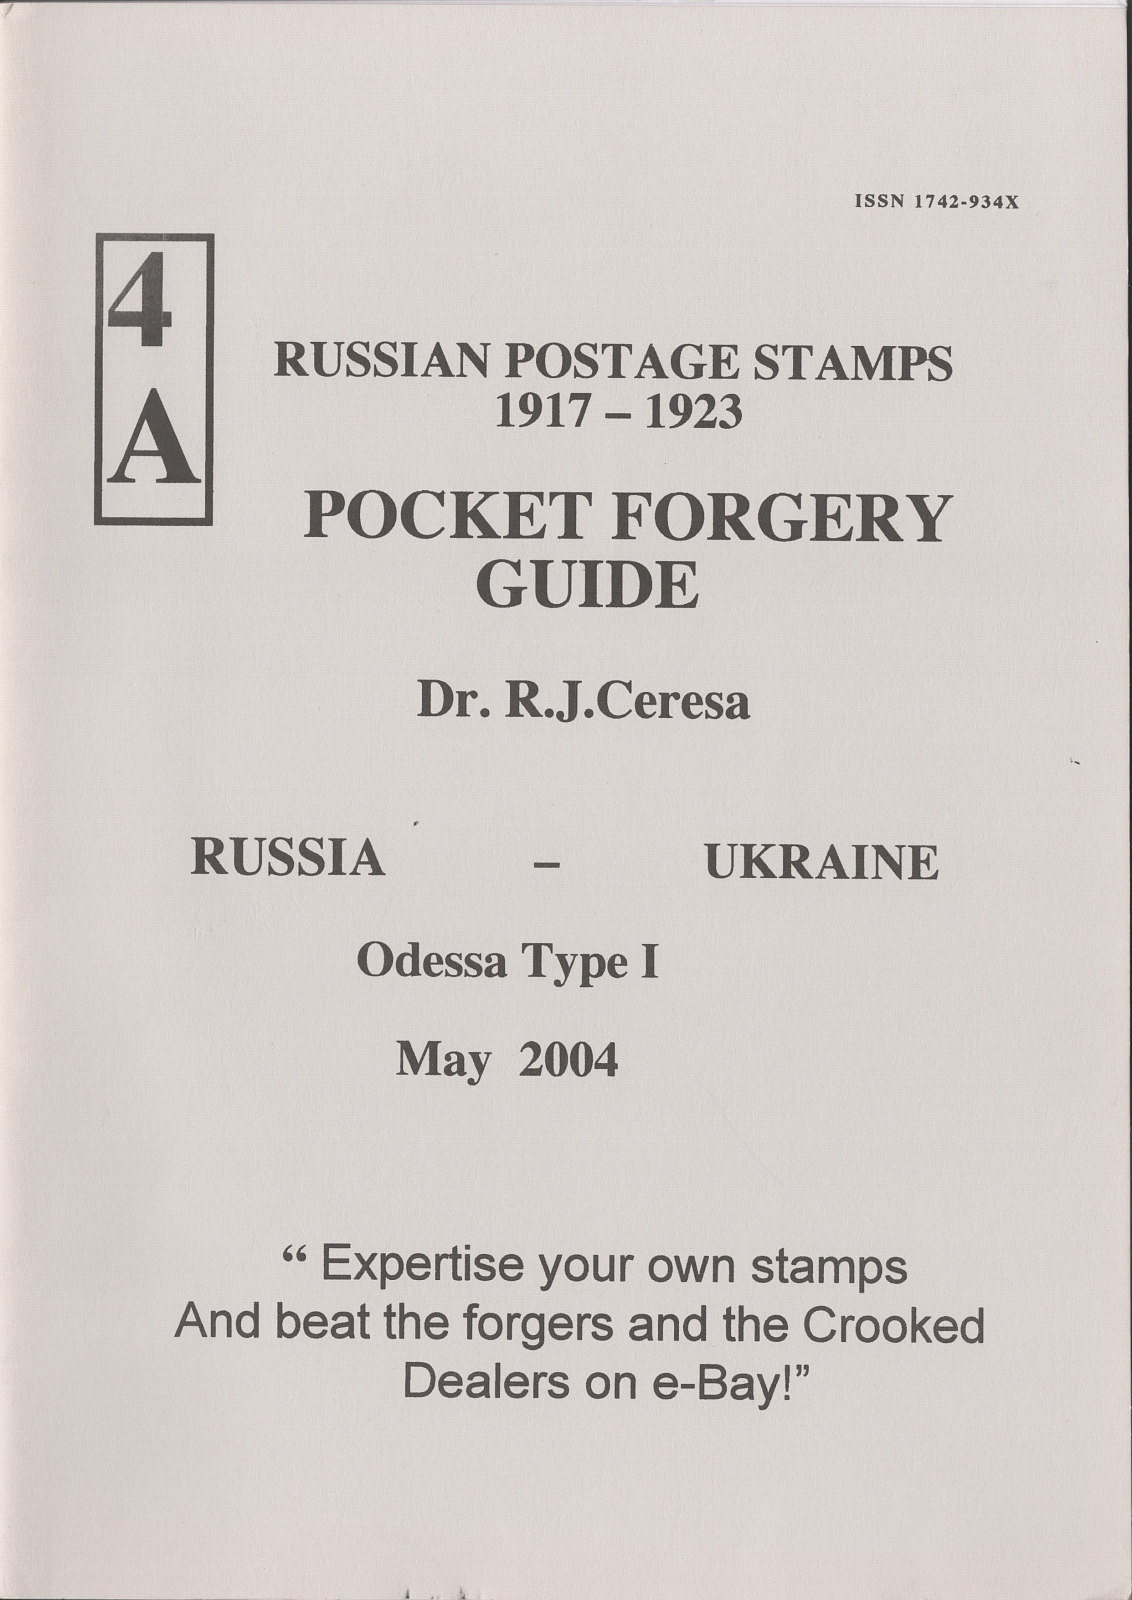 ISSN 1742-934X
4
A
RUSSIAN POSTAGE STAMPS
1917 – 1923
POCKET FORGERY
GUIDE
Dr. R.J.Ceresa
RUSSIA – UKRAINE
Odessa Type I
May 2004
“ Expertise your own stamps
And beat the forgers and the Crooked
Dealers on e-Bay!”